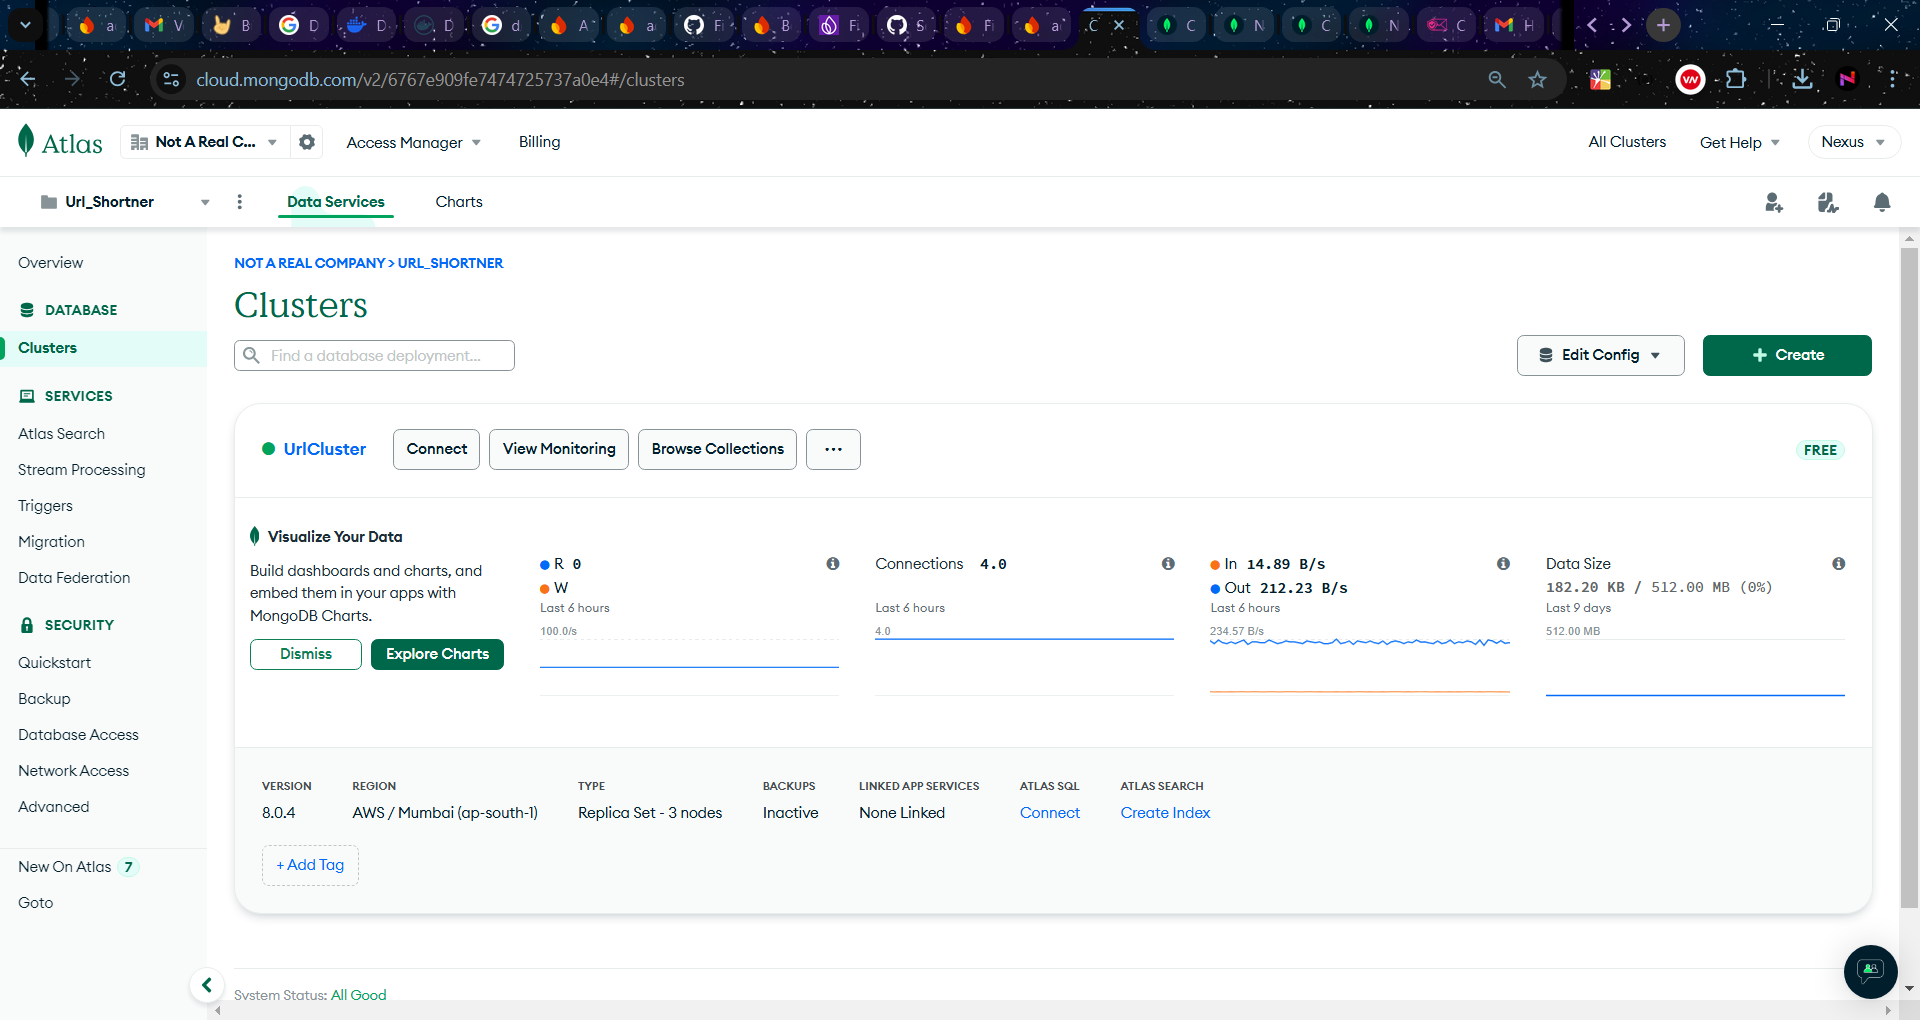 a
V
B
D
D
D
d
A
a
Fi
B
Fi
S
Fi
a
C
C
N
C
N
C
H
cloud.mongodb.com/v2/6767e909fe7474725737a0e4#/clusters
Atlas
Not A Real C...
Access Manager
Billing
All Clusters
Get Help
Nexus
Url_Shortner
Data Services
Charts
Overview
DATABASE
Clusters
SERVICES
Atlas Search
Stream Processing
Triggers
Migration
Data Federation
SECURITY
Quickstart
Backup
Database Access
Network Access
Advanced
New On Atlas 7
Goto
NOT A REAL COMPANY > URL_SHORTNER
Clusters
Find a database deployment...
Edit Config
+ Create
UrlCluster
Connect
View Monitoring
Browse Collections
...
FREE
Visualize Your Data
Build dashboards and charts, and
embed them in your apps with
MongoDB Charts.
Dismiss
Explore Charts
R 0
W
Last 6 hours
100.0/s
Connections 4.0
Last 6 hours
4.0
In 14.89 B/s
Out 212.23 B/s
Last 6 hours
234.57 B/s
Data Size
182.20 KB / 512.00 MB (0%)
Last 9 days
512.00 MB
VERSION
8.0.4
REGION
AWS / Mumbai (ap-south-1)
TYPE
Replica Set - 3 nodes
BACKUPS
Inactive
LINKED APP SERVICES
None Linked
ATLAS SQL
Connect
ATLAS SEARCH
Create Index
+ Add Tag
System Status: All Good